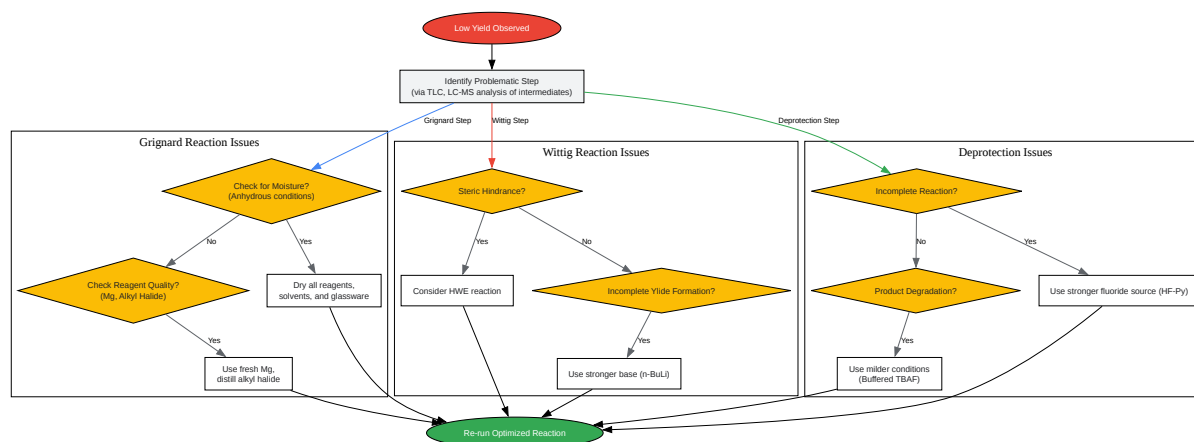 Low Yield Observed
Identify Problematic Step
(via TLC, LC-MS analysis of intermediates)
Grignard Step
Wittig Step
Deprotection Step
Grignard Reaction Issues
Check for Moisture?
(Anhydrous conditions)
No
Yes
Check Reagent Quality?
(Mg, Alkyl Halide)
Dry all reagents,
solvents, and glassware
Yes
Use fresh Mg,
distill alkyl halide
Wittig Reaction Issues
Steric Hindrance?
Yes
No
Consider HWE reaction
Incomplete Ylide Formation?
Yes
Use stronger base (n-BuLi)
Deprotection Issues
Incomplete Reaction?
No
Yes
Product Degradation?
Use stronger fluoride source (HF-Py)
Yes
Use milder conditions
(Buffered TBAF)
Re-run Optimized Reaction